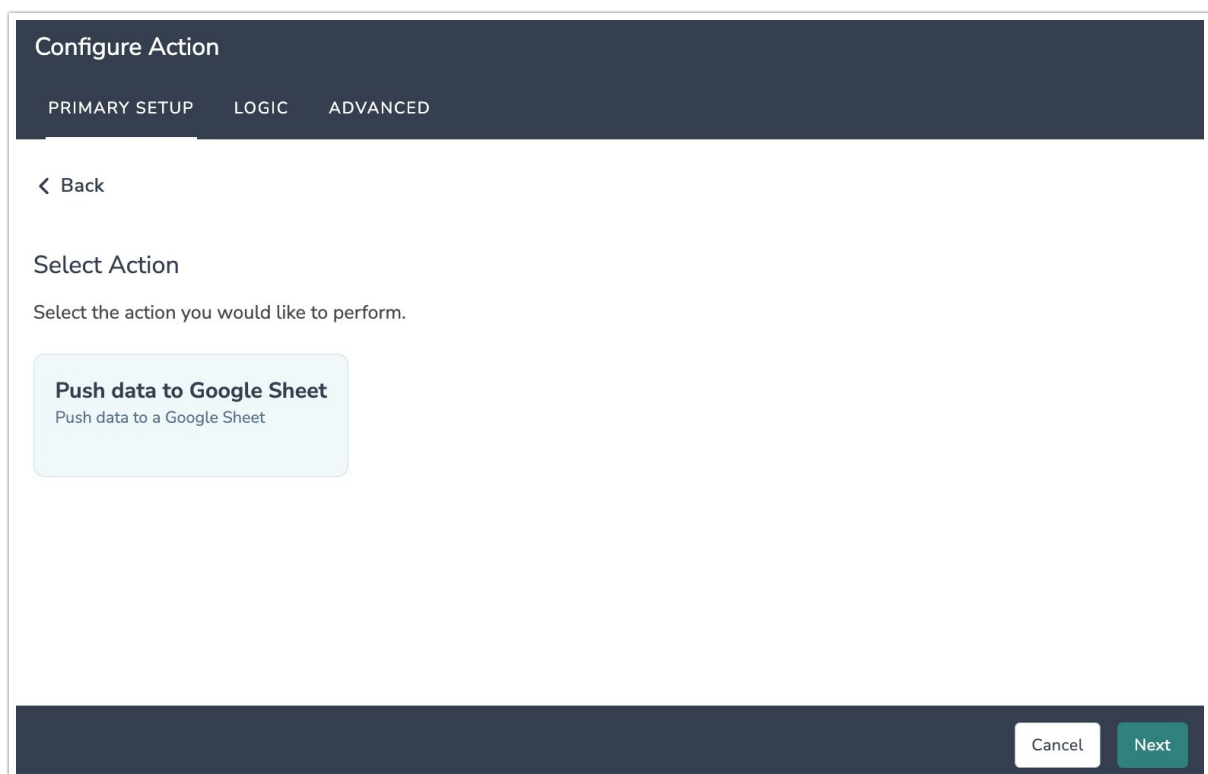 Configure Action
PRIMARY SETUP LOGIC ADVANCED
Back
Select Action
Select the action you would like to perform.
Push data to Google Sheet
Push data to a Google Sheet
Cancel Next